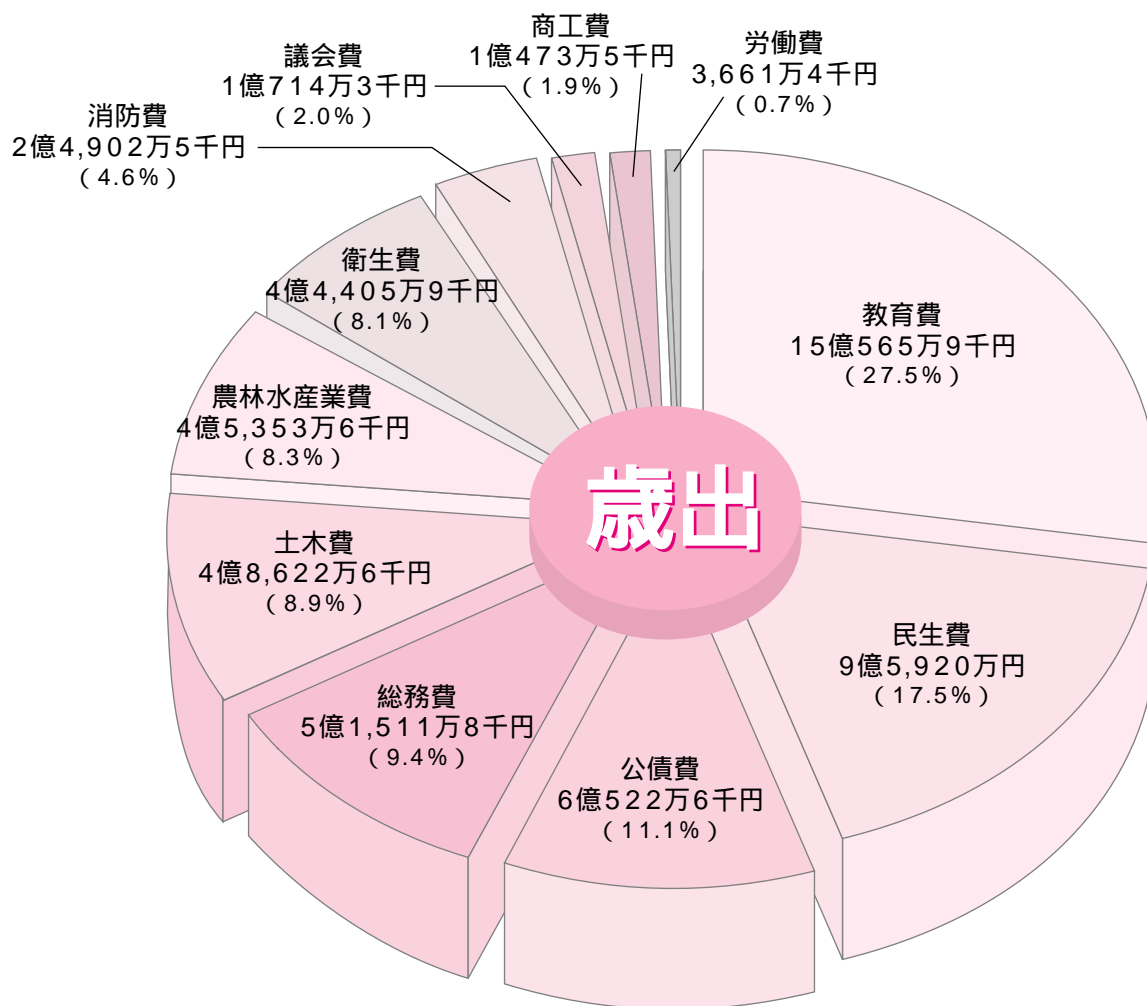 商工費
1億473万5千円
(1.9%)
労働費
3,661万4千円
(0.7%)
議会費
1億714万3千円
(2.0%)
消防費
2億4,902万5千円
(4.6%)
衛生費
4億4,405万9千円
(8.1%)
教育費
15億565万9千円
(27.5%)
農林水産業費
4億5,353万6千円
(8.3%)
歳出
土木費
4億8,622万6千円
(8.9%)
民生費
9億5,920万円
(17.5%)
総務費
5億1,511万8千円
(9.4%)
公債費
6億522万6千円
(11.1%)